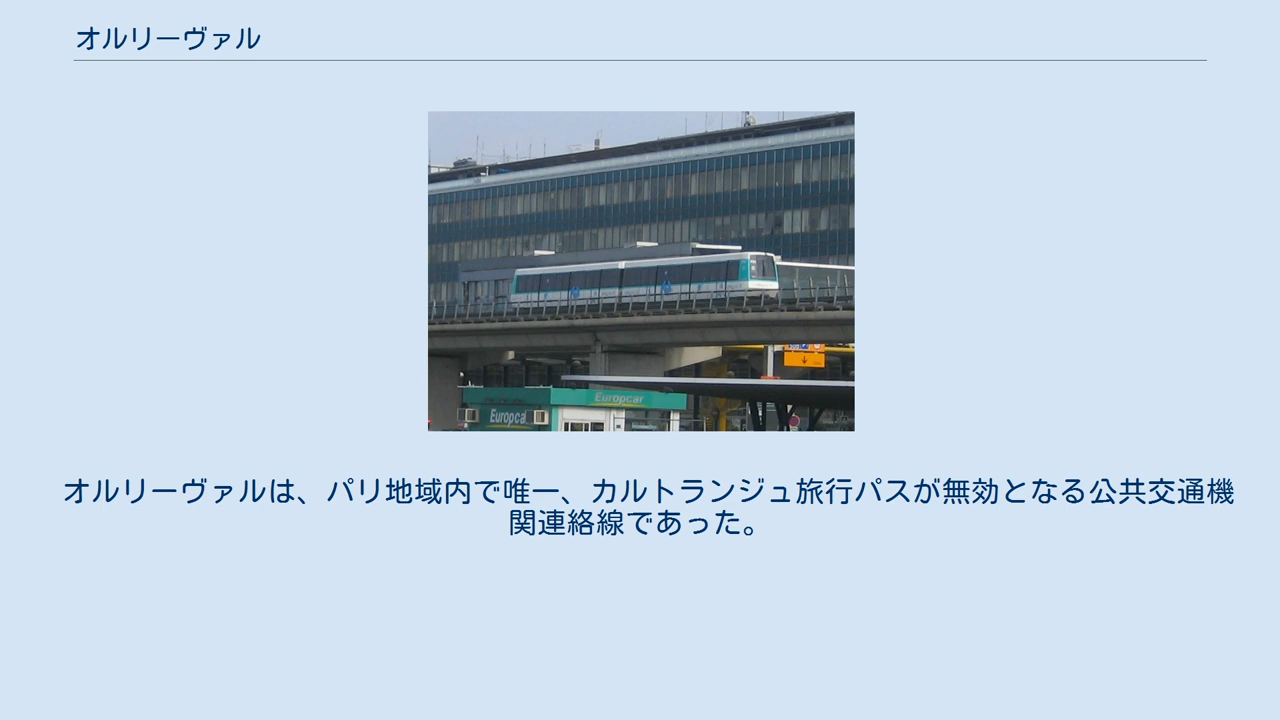 オルリーヴァル
Europcar
Europca
オルリーヴァルは、パリ地域内で唯一、カルトランジュ旅行パスが無効となる公共交通機
関連絡線であった。